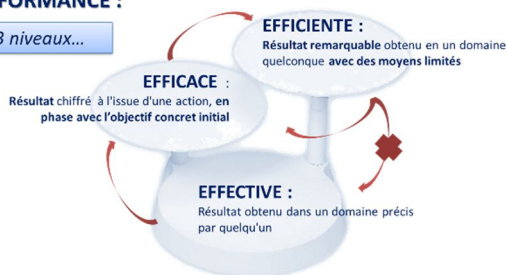 FORMANCE :
3 niveaux...
EFFICIENTE :
Résultat remarquable obtenu en un domaine
quelconque avec des moyens limités
EFFICACE :
Résultat chiffré à l'issue d'une action, en
phase avec l'objectif concret initial
EFFECTIVE :
Résultat obtenu dans un domaine précis
par quelqu'un